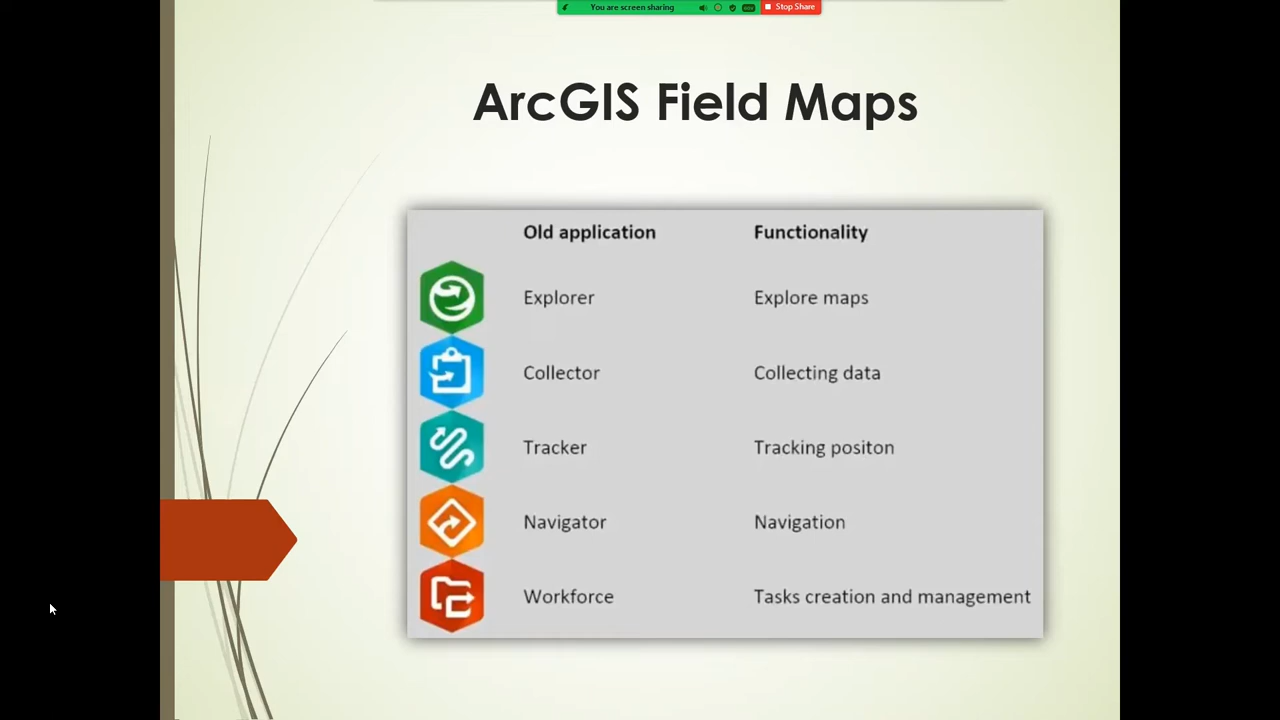 You are screen sharing
Stop Share
ArcGIS Field Maps
Old application Functionality
Explorer Explore maps
Collector Collecting data
Tracker Tracking positon
Navigator Navigation
Workforce Tasks creation and management